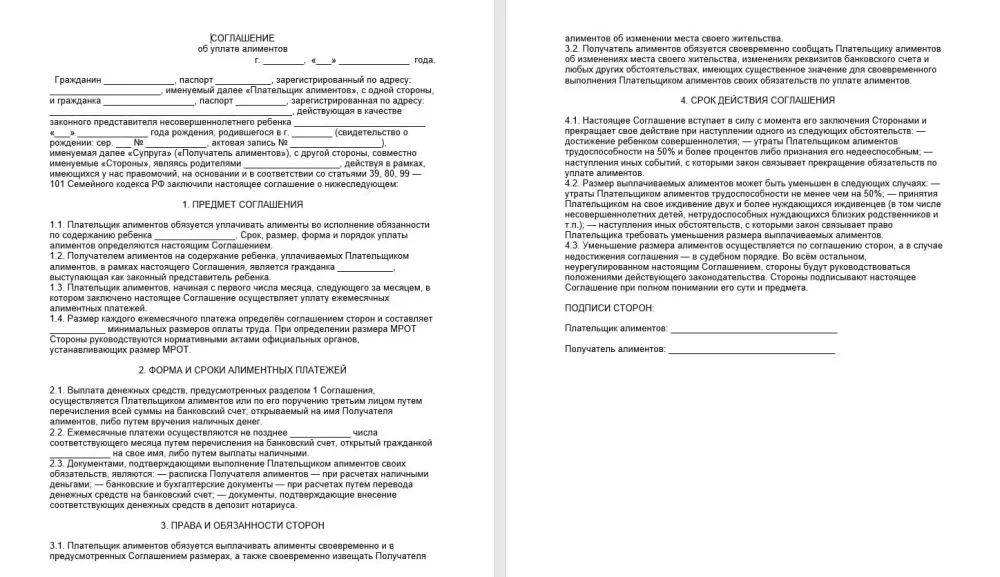 СОГЛАШЕНИЕ
об уплате алиментов
г. ________, «___» ______________ года.
Гражданин ______________, паспорт ___________, зарегистрированный по адресу:
______________________, именуемый далее «Плательщик алиментов», с одной стороны,
и гражданка __________________, паспорт __________, зарегистрированная по адресу:
________________________________________________, действующая в качестве
законного представителя несовершеннолетнего ребенка __________________________
«___» ______________ года рождения, родившегося в г. ________ (свидетельство о
рождении: сер. ___ № ____________, актовая запись № __________________),
именуемая далее «Супруга» («Получатель алиментов»), с другой стороны, совместно
именуемые «Стороны», являясь родителями ___________________, действуя в рамках,
имеющихся у нас правомочий, на основании и в соответствии со статьями 39, 80, 99 —
101 Семейного кодекса РФ заключили настоящее соглашение о нижеследующем:
1. ПРЕДМЕТ СОГЛАШЕНИЯ
1.1. Плательщик алиментов обязуется уплачивать алименты во исполнение обязанности
по содержанию ребенка ________________. Срок, размер, форма и порядок уплаты
алиментов определяются настоящим Соглашением.
1.2. Получателем алиментов на содержание ребенка, уплачиваемых Плательщиком
алиментов, в рамках настоящего Соглашения, является гражданка ___________,
выступающая как законный представитель ребенка.
1.3. Плательщик алиментов, начиная с первого числа месяца, следующего за месяцем, в
котором заключено настоящее Соглашение осуществляет уплату ежемесячных
алиментных платежей.
1.4. Размер каждого ежемесячного платежа определён соглашением сторон и составляет
___________ минимальных размеров оплаты труда. При определении размера МРОТ
Стороны руководствуются нормативными актами официальных органов,
устанавливающих размер МРОТ.
2. ФОРМА И СРОКИ АЛИМЕНТНЫХ ПЛАТЕЖЕЙ
2.1. Выплата денежных средств, предусмотренных разделом 1 Соглашения,
осуществляется Плательщиком алиментов или по его поручению третьим лицом путем
перечисления всей суммы на банковский счет, открываемый на имя Получателя
алиментов, либо путем вручения наличных денег.
2.2. Ежемесячные платежи осуществляются не позднее ____________ числа
соответствующего месяца путем перечисления на банковский счет, открытый гражданкой
____________ на свое имя, либо путем выплаты наличными.
2.3. Документами, подтверждающими выполнение Плательщиком алиментов своих
обязательств, являются: — расписка Получателя алиментов — при расчетах наличными
деньгами; — банковские и бухгалтерские документы — при расчетах путем перевода
денежных средств на банковский счет; — документы, подтверждающие внесение
соответствующих денежных средств в депозит нотариуса.
3. ПРАВА И ОБЯЗАННОСТИ СТОРОН
3.1. Плательщик алиментов обязуется выплачивать алименты своевременно и в
предусмотренных Соглашением размерах, а также своевременно извещать Получателя
алиментов об изменении места своего жительства.
3.2. Получатель алиментов обязуется своевременно сообщать Плательщику алиментов
об изменениях места своего жительства, изменениях реквизитов банковского счета и
любых других обстоятельствах, имеющих существенное значение для своевременного
выполнения Плательщиком алиментов своих обязательств по уплате алиментов.
4. СРОК ДЕЙСТВИЯ СОГЛАШЕНИЯ
4.1. Настоящее Соглашение вступает в силу с момента его заключения Сторонами и
прекращает свое действие при наступлении одного из следующих обстоятельств: —
достижение ребенком совершеннолетия; — утраты Плательщиком алиментов
трудоспособности на 50% и более процентов либо признания его недееспособным; —
наступления иных событий, с которыми закон связывает прекращение обязательств по
уплате алиментов.
4.2. Размер выплачиваемых алиментов может быть уменьшен в следующих случаях: —
утраты Плательщиком алиментов трудоспособности не менее чем на 50%; — принятия
Плательщиком на свое иждивение двух и более нуждающихся иждивенцев (в том числе
несовершеннолетних детей, нетрудоспособных нуждающихся близких родственников и
т.п.); — наступления иных обстоятельств, с которыми закон связывает право
Плательщика требовать уменьшения размера выплачиваемых алиментов.
4.3. Уменьшение размера алиментов осуществляется по соглашению сторон, а в случае
недостижения соглашения — в судебном порядке. Во всём остальном,
неурегулированном настоящим Соглашением, стороны будут руководствоваться
положениями действующего законодательства. Стороны подписывают настоящее
Соглашение при полном понимании его сути и предмета.
ПОДПИСИ СТОРОН:
Плательщик алиментов: _________________________________
Получатель алиментов: _________________________________